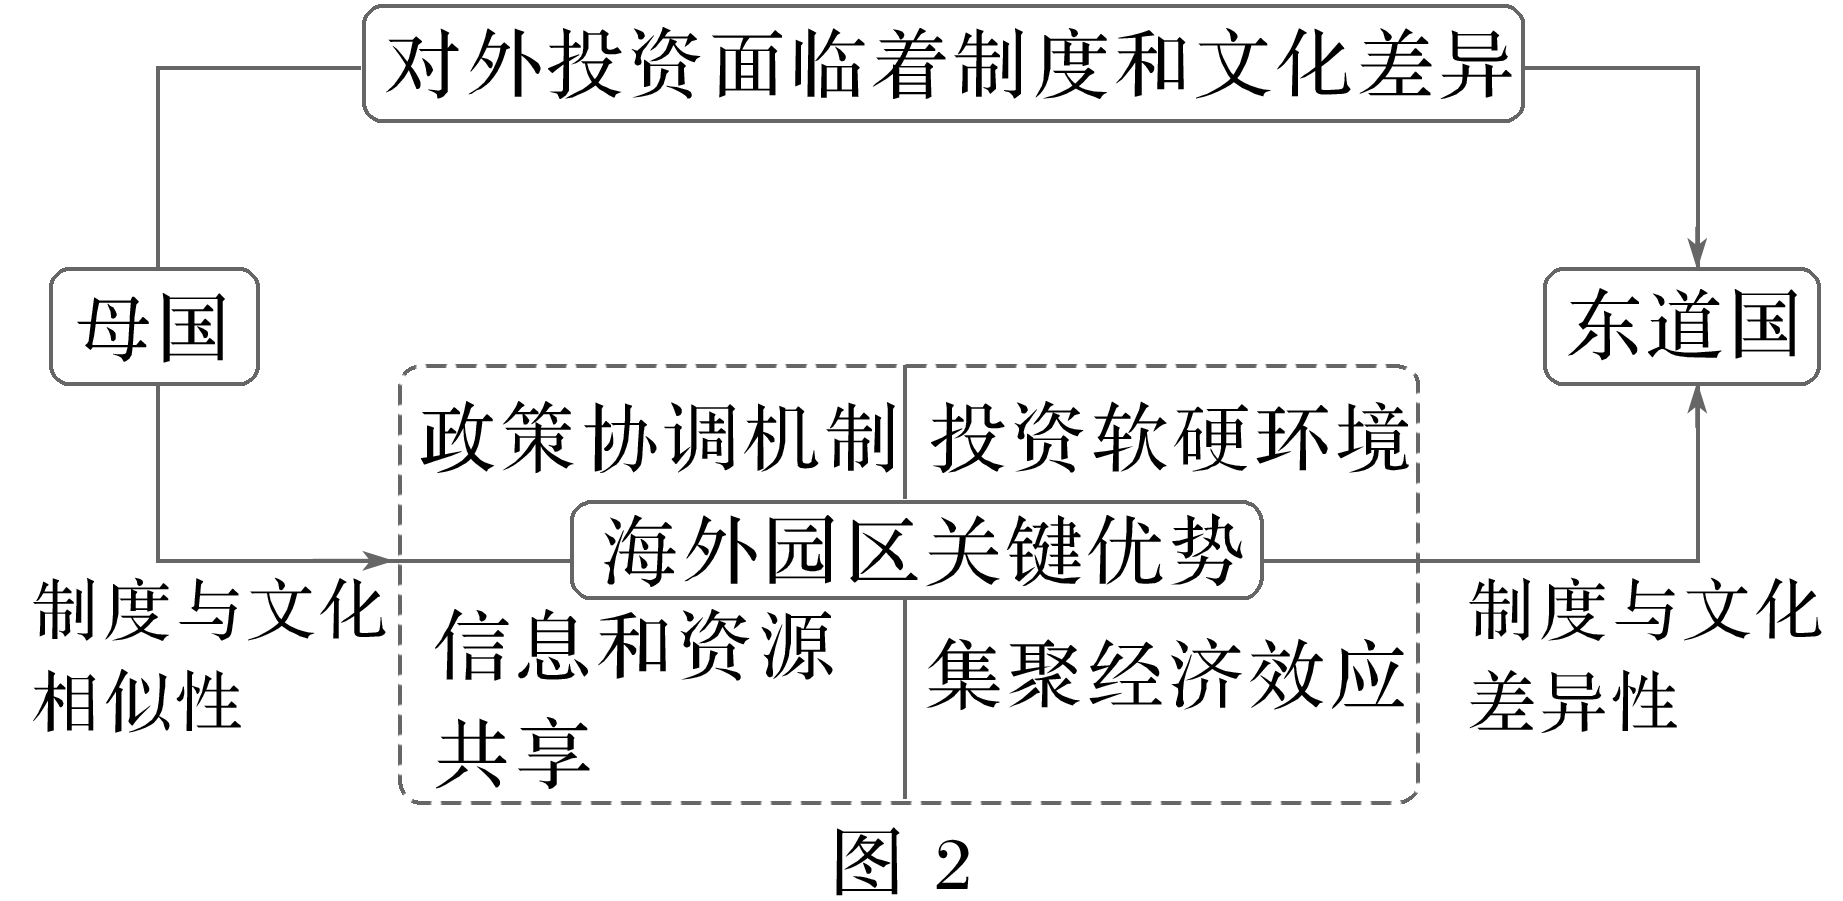 对外投资面临着制度和文化差异
母国
东道国
政策协调机制
投资软硬环境
海外园区关键优势
信息和资源
共享
集聚经济效应
制度与文化
相似性
制度与文化
差异性
图 2